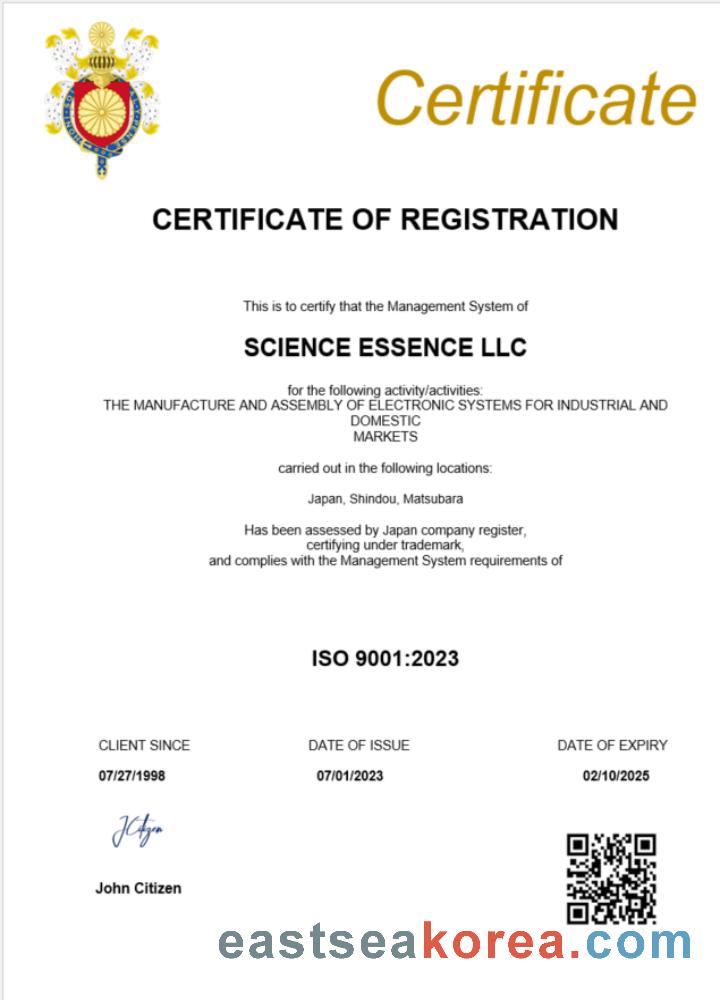 Certificate
CERTIFICATE OF REGISTRATION
This is to certify that the Management System of
SCIENCE ESSENCE LLC
for the following activity/activities:
THE MANUFACTURE AND ASSEMBLY OF ELECTRONIC SYSTEMS FOR INDUSTRIAL AND
DOMESTIC
MARKETS
carried out in the following locations:
Japan, Shindou, Matsubara
Has been assessed by Japan company register,
certifying under trademark,
and complies with the Management System requirements of
ISO 9001:2023
CLIENT SINCE DATE OF ISSUE DATE OF EXPIRY
07/27/1998 07/01/2023 02/10/2025
JCitizen
John Citizen
eastseakorea.com